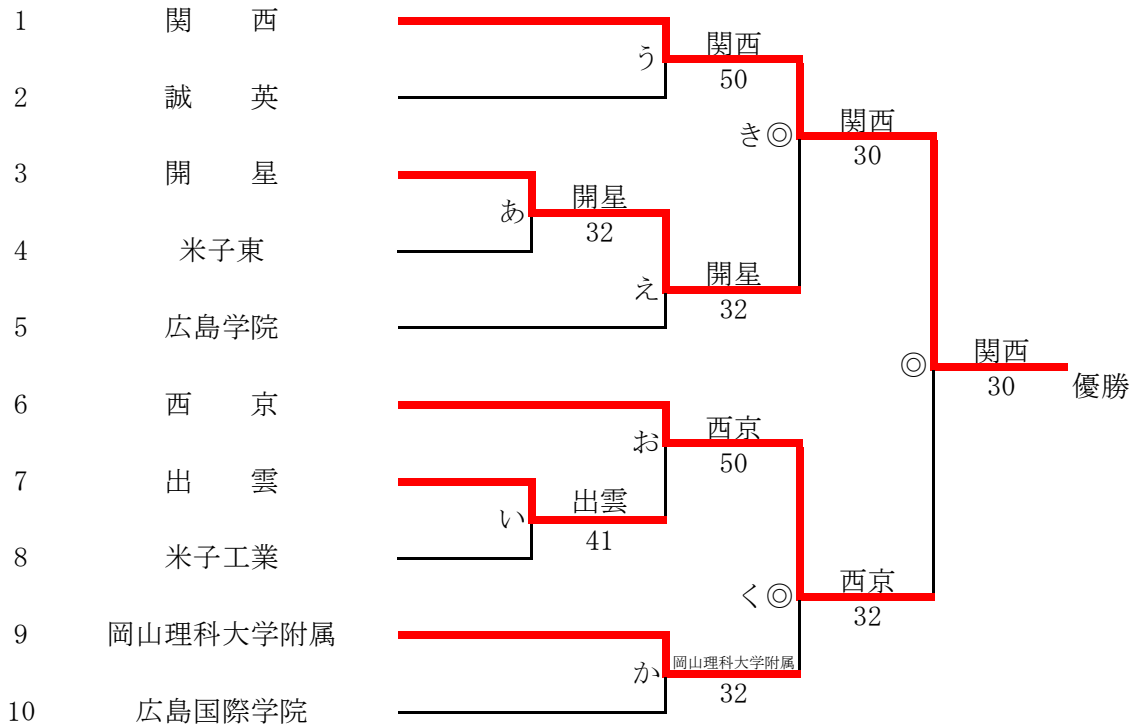 1 関 西
う 関西
50
2 誠 英
き◎ 関西
30
3 開 星
あ 開星
32
4 米子東
え 開星
32
5 広島学院
◎ 関西
30 優勝
6 西 京
お 西京
50
7 出 雲
い 出雲
41
8 米子工業
く◎ 西京
32
9 岡山理科大学附属
か 岡山理科大学附属
32
10 広島国際学院